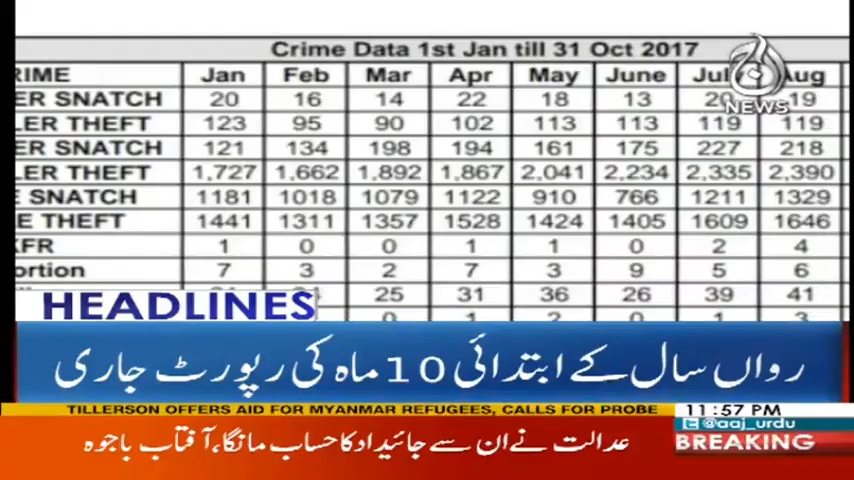 Crime Data 1st Jan till 31 Oct 2017
RIME Jan Feb Mar Apr May June July Aug
ER SNATCH 20 16 14 22 18 13 20 19
LER THEFT 123 95 90 102 113 113 119 119
ER SNATCH 121 134 198 194 161 175 227 218
LER THEFT 1,727 1,662 1,892 1,867 2,041 2,234 2,335 2,390
E SNATCH 1181 1018 1079 1122 910 766 1211 1329
E THEFT 1441 1311 1357 1528 1424 1405 1609 1646
KFR 1 0 0 1 1 0 2 4
ortion 7 3 2 7 3 9 5 6
25 31 36 26 39 41
0 1 2 0 1 3
NEWS
HEADLINES
رواں سال کے ابتدائی 10 ماہ کی رپورٹ جاری
TILLERSON OFFERS AID FOR MYANMAR REFUGEES, CALLS FOR PROBE
11:57 PM
@aaj_urdu
BREAKING
عدالت نے ان سے جائیداد کا حساب مانگا، آفتاب باجوہ